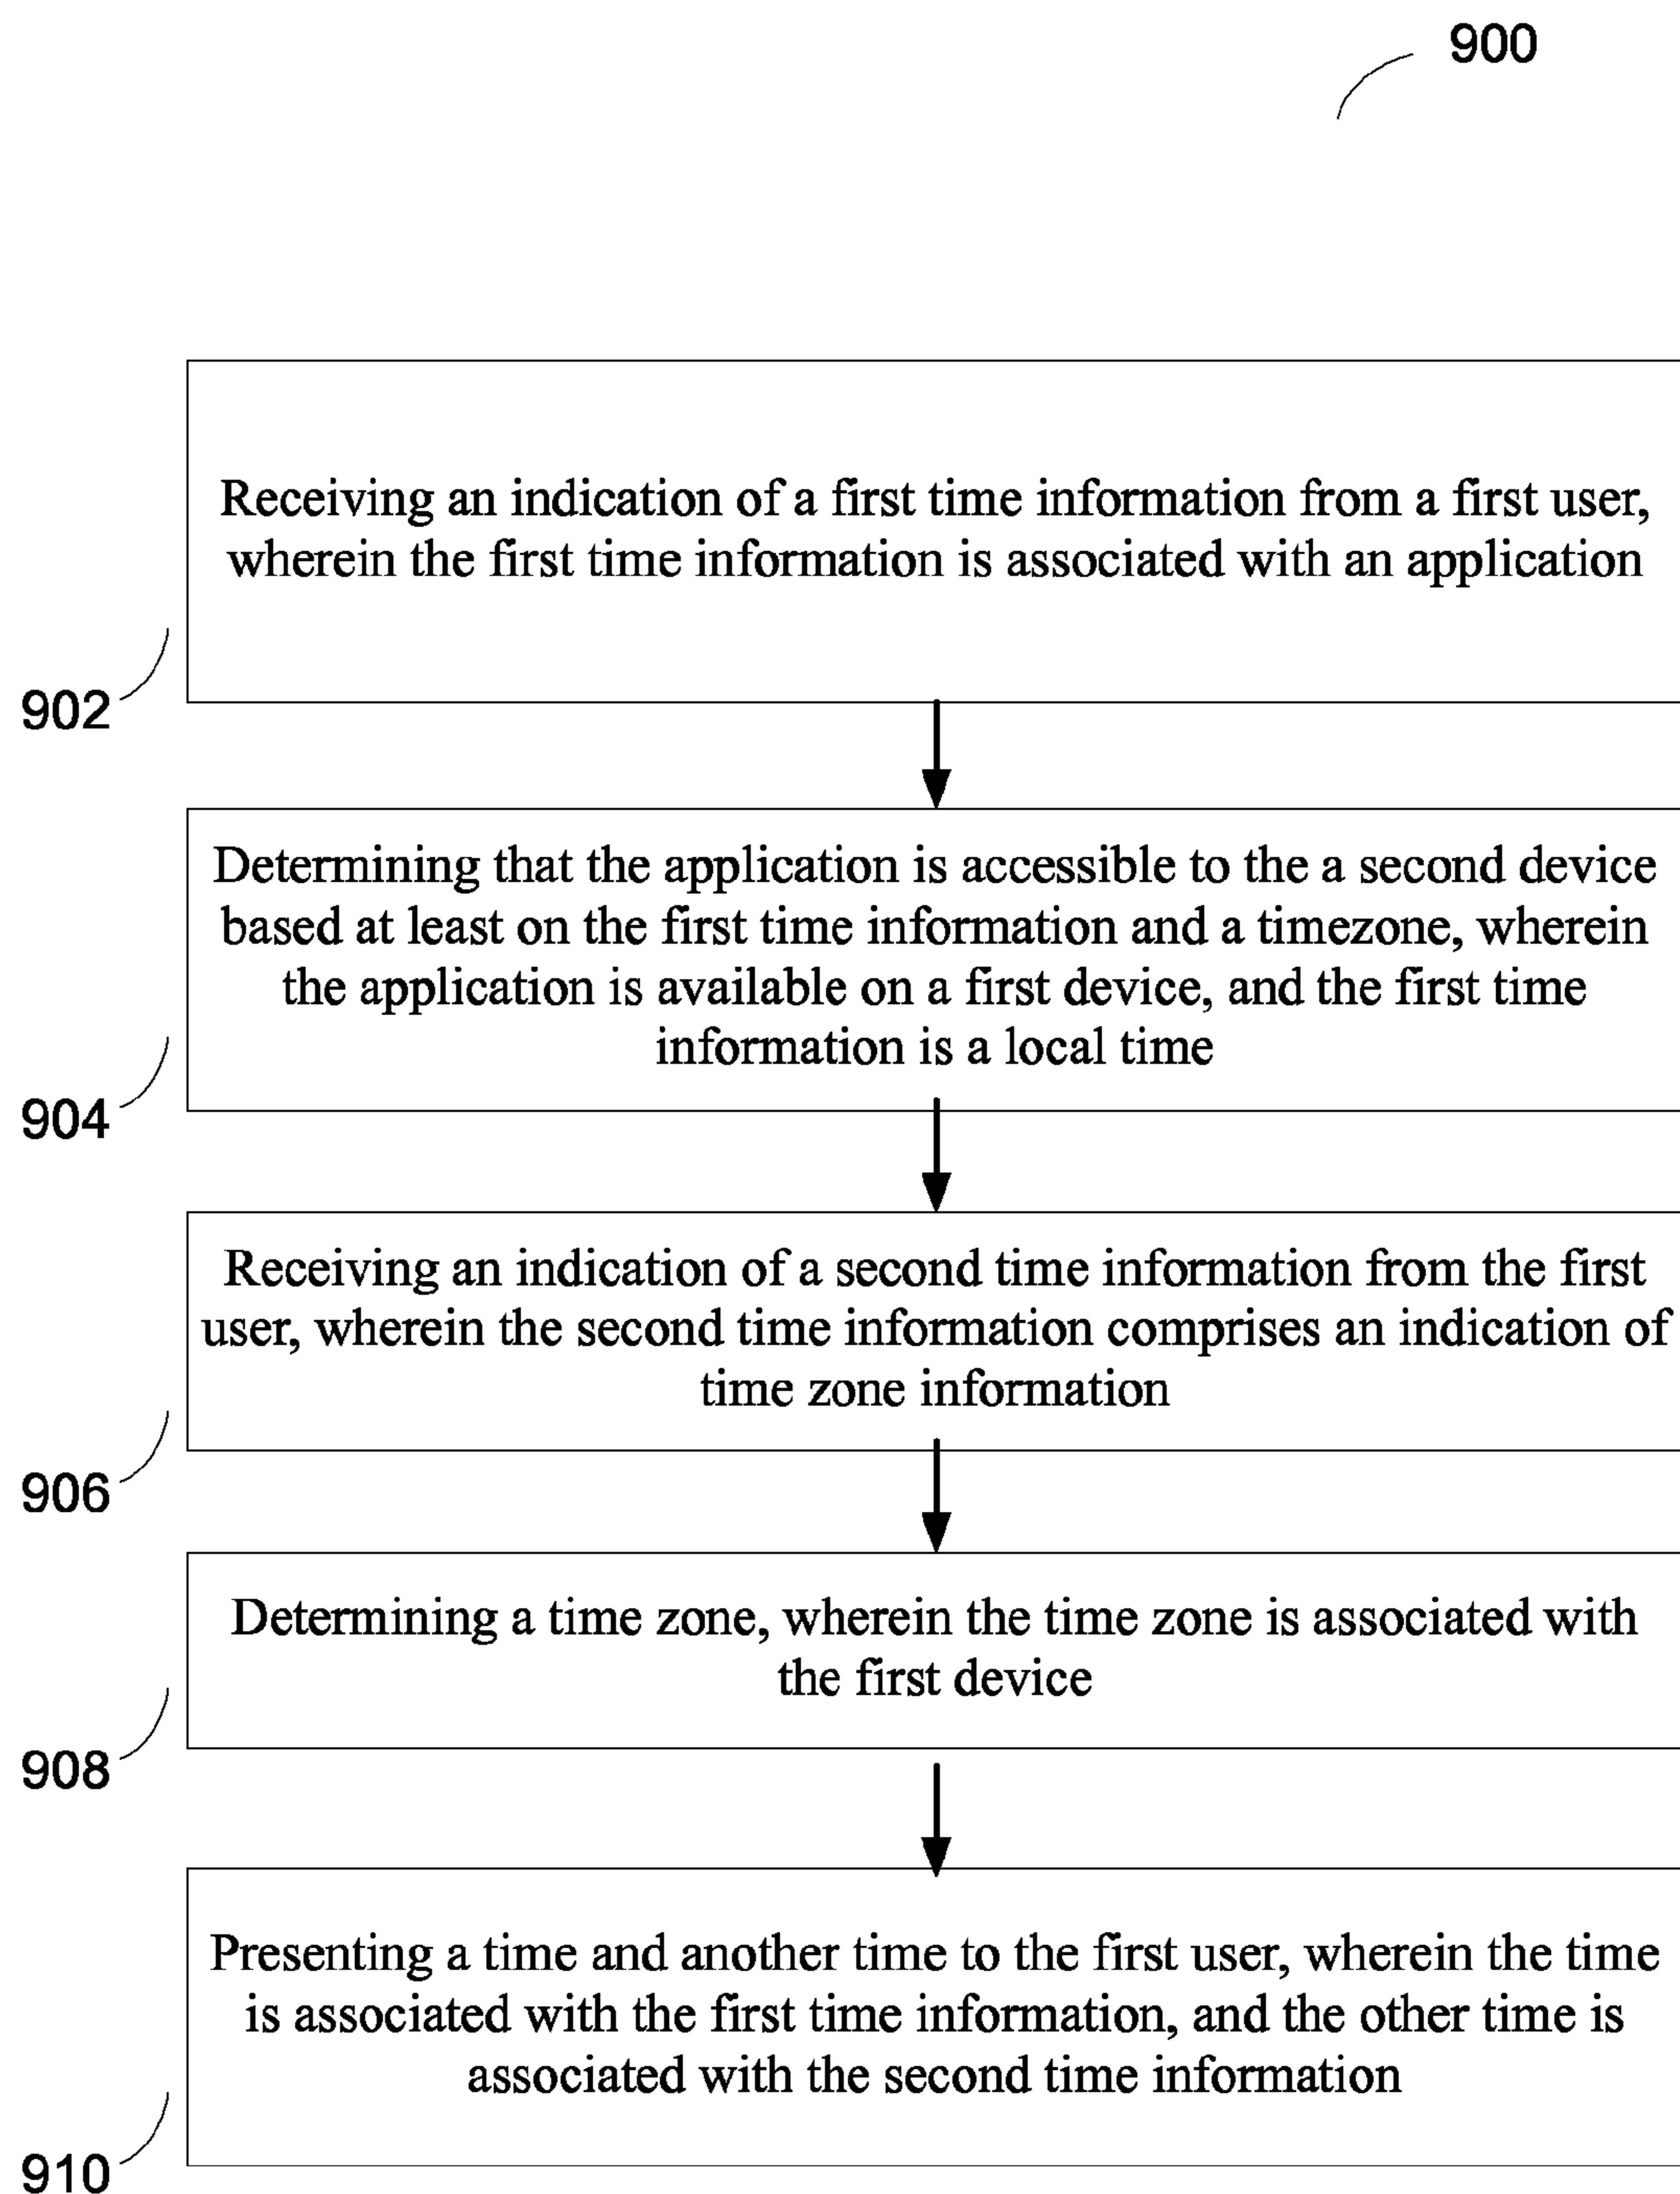 900
Receiving an indication of a first time information from a first user,
wherein the first time information is associated with an application
902
Determining that the application is accessible to the a second device
based at least on the first time information and a timezone, wherein
the application is available on a first device, and the first time
information is a local time
904
Receiving an indication of a second time information from the first
user, wherein the second time information comprises an indication of
time zone information
906
Determining a time zone, wherein the time zone is associated with
the first device
908
Presenting a time and another time to the first user, wherein the time
is associated with the first time information, and the other time is
associated with the second time information
910